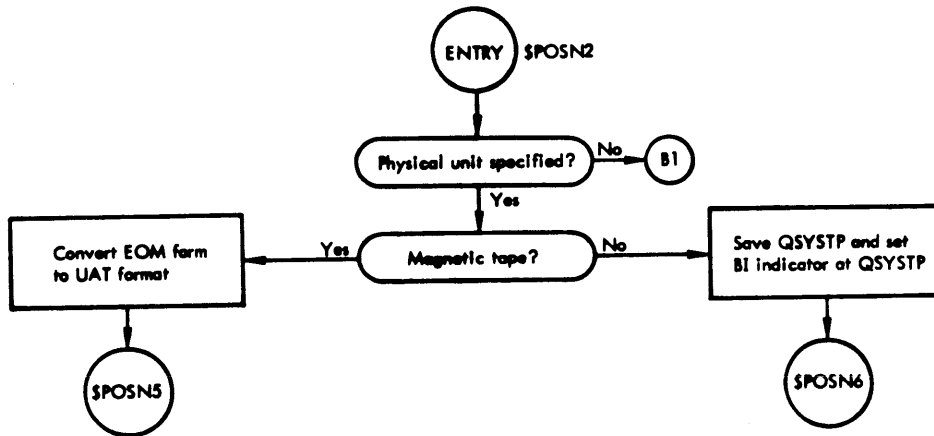 ENTRY $POSN2
Physical unit specified?
No
B1
Yes
Convert EOM form
to UAT format
Yes
Magnetic tape?
No
Save QSYSTP and set
BI indicator at QSYSTP
$POSN5
$POSN6